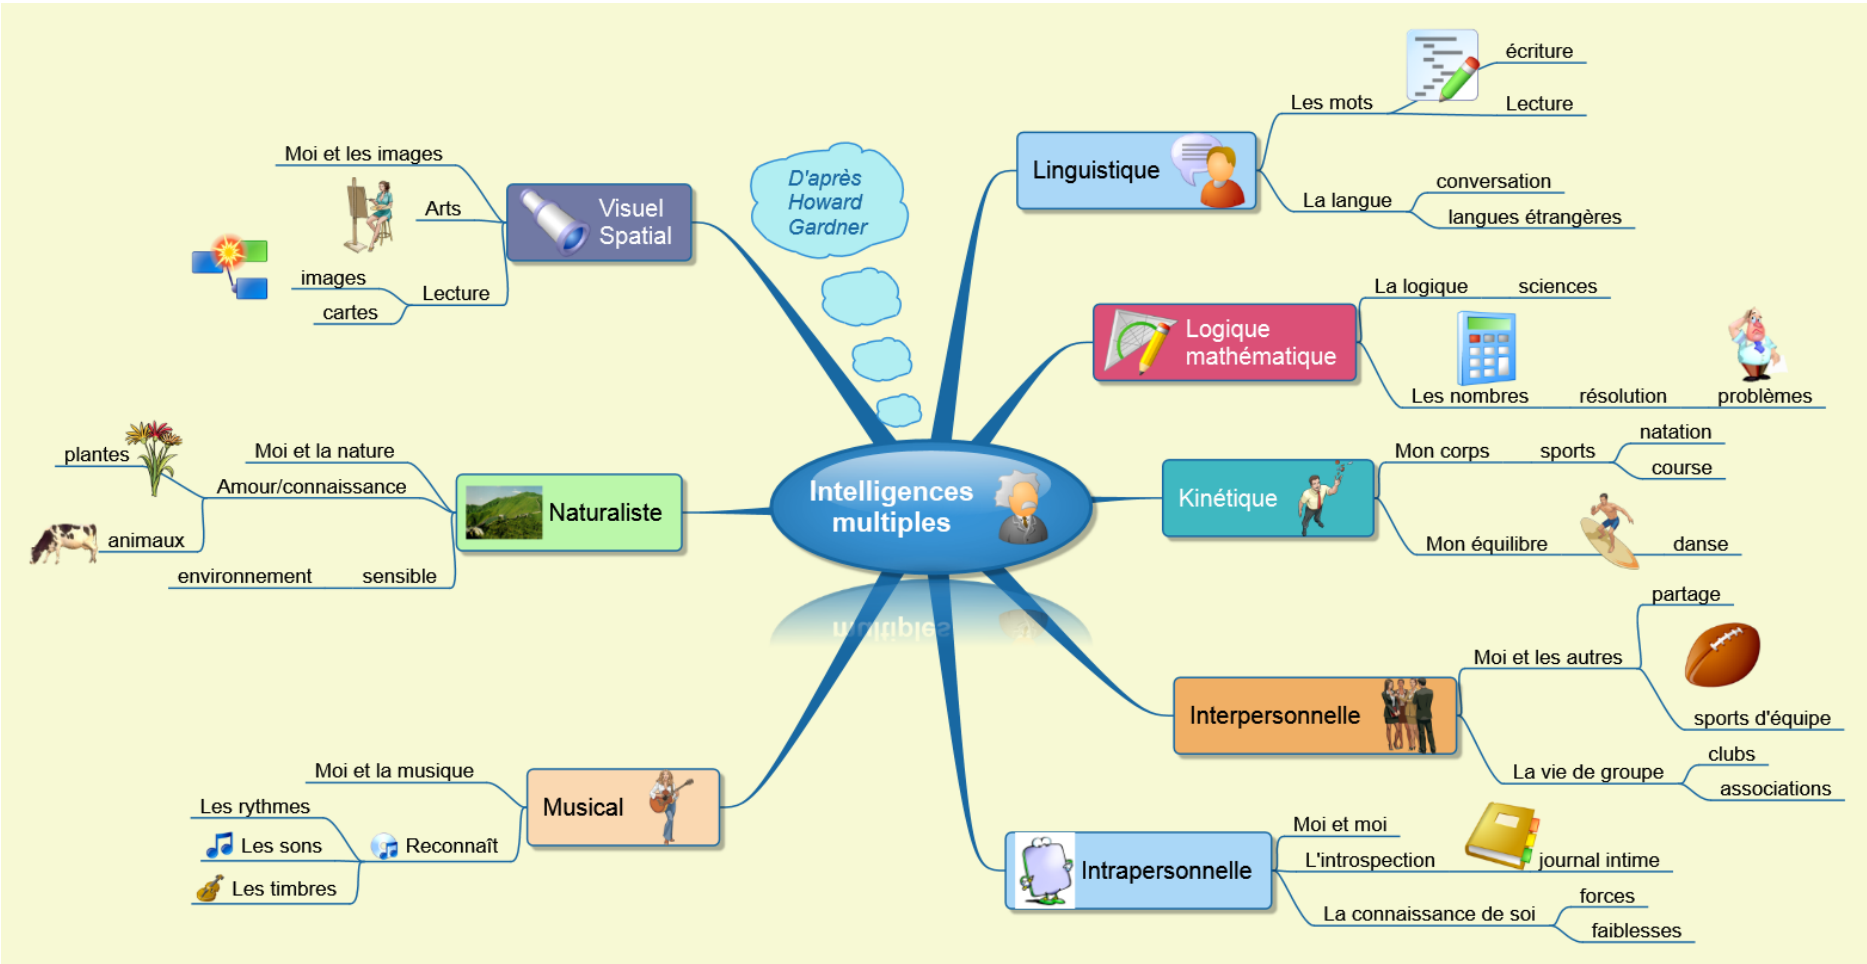 Intelligences
multiples
D'après
Howard
Gardner
Linguistique
Les mots
écriture
Lecture
La langue
conversation
langues étrangères
Logique
mathématique
La logique
sciences
Les nombres
résolution
problèmes
Kinétique
Mon corps
sports
natation
course
Mon équilibre
danse
Interpersonnelle
Moi et les autres
partage
sports d'équipe
La vie de groupe
clubs
associations
Intrapersonnelle
Moi et moi
L'introspection
journal intime
La connaissance de soi
forces
faiblesses
Musical
Moi et la musique
Reconnaît
Les rythmes
Les sons
Les timbres
Naturaliste
Moi et la nature
Amour/connaissance
plantes
animaux
sensible
environnement
Visuel
Spatial
Moi et les images
Arts
Lecture
images
cartes
multiples